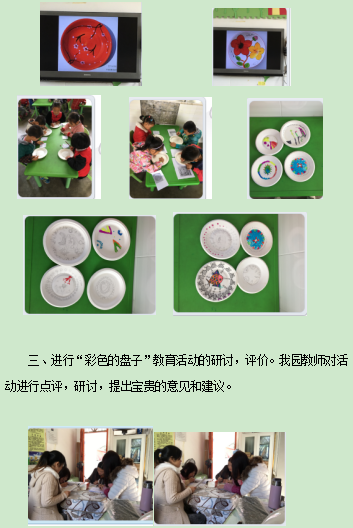 三、进行“彩色的盘子”教育活动的研讨，评价。我园教师对活
动进行点评，研讨，提出宝贵的意见和建议。